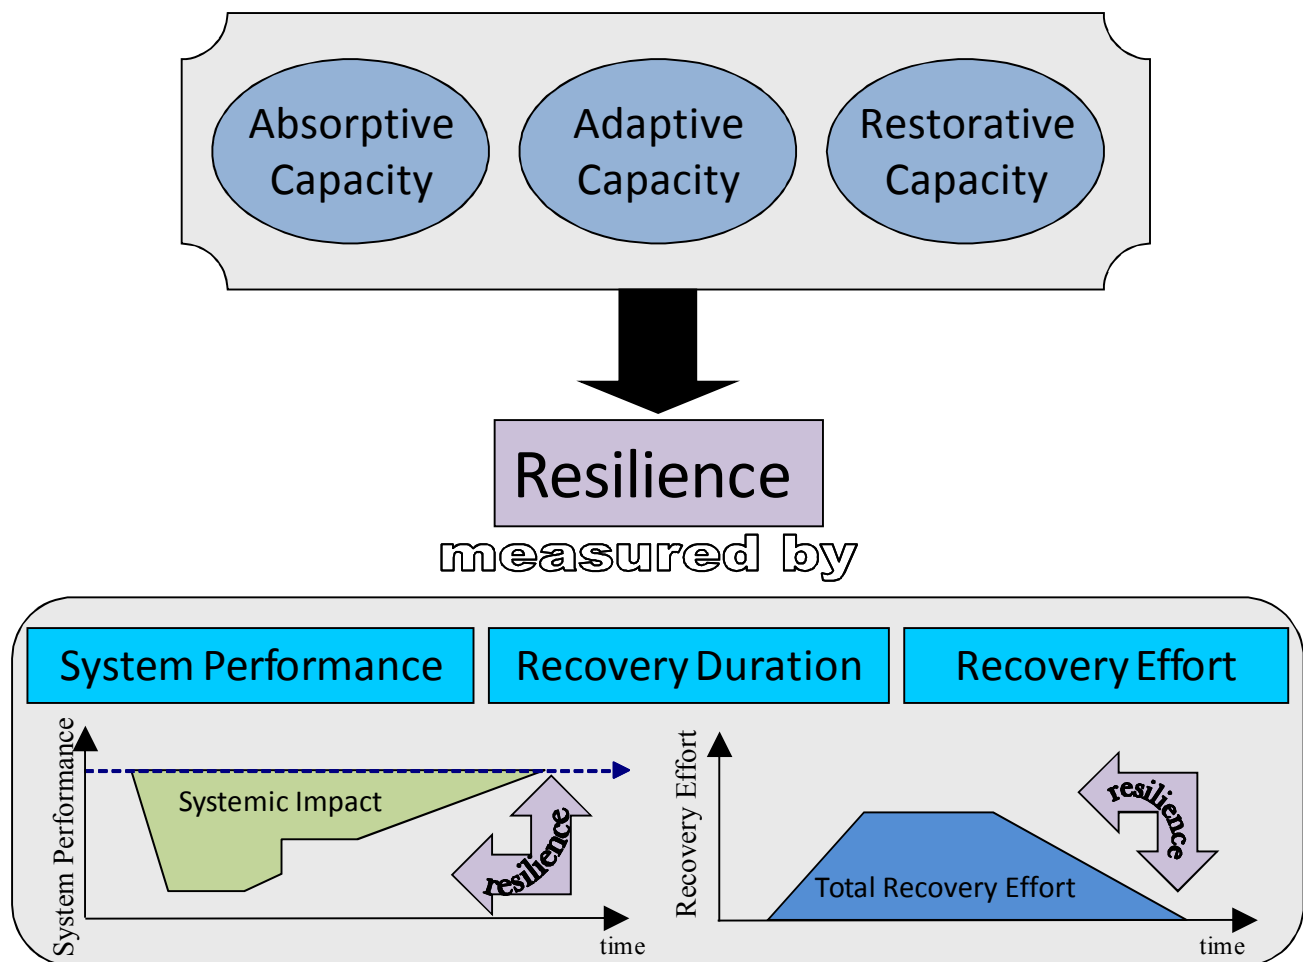 Absorptive
Capacity
Adaptive
Capacity
Restorative
Capacity
Resilience
measured by
System Performance
Recovery Duration
Recovery Effort
System Performance
Systemic Impact
resilience
time
Recovery Effort
Total Recovery Effort
resilience
time